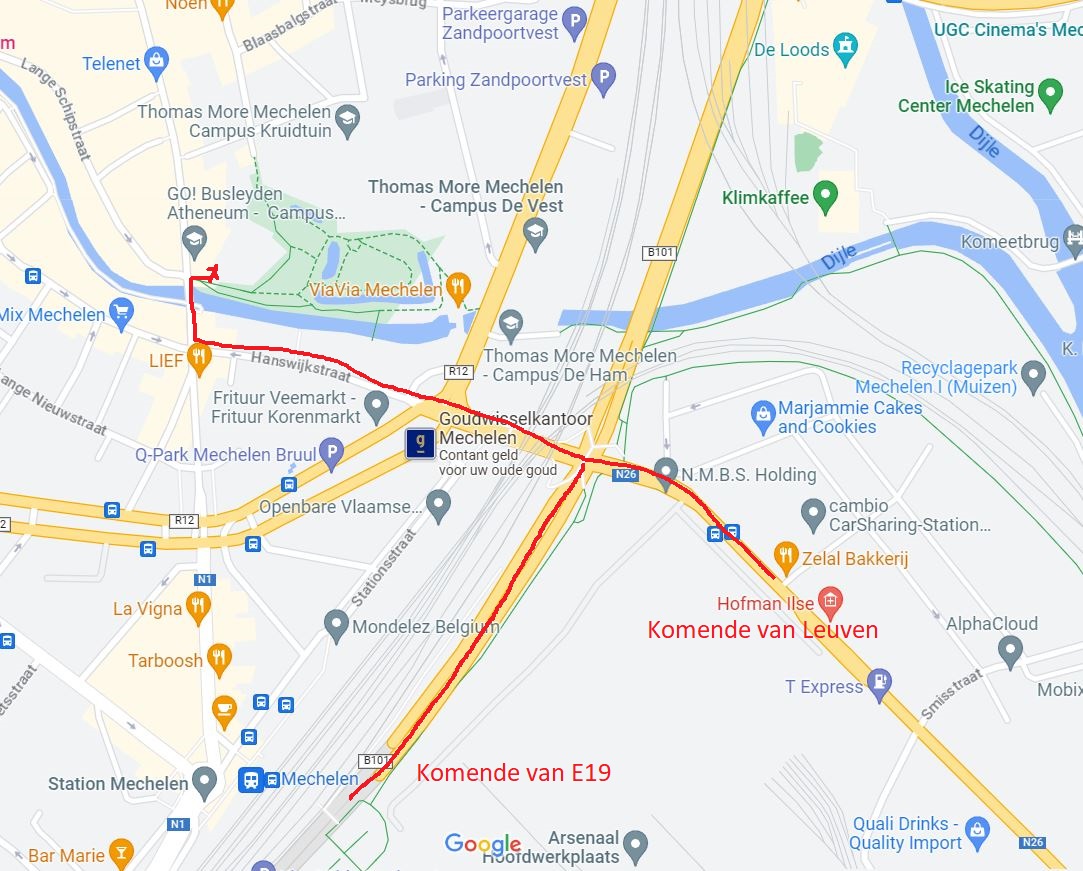 Noen
Meysbrug
Blaasbalgstraat
Telenet
m
Lange Schipstraat
Parkeergarage
Zandpoortvest
Parking Zandpoortvest
De Loods
UGC Cinema's Mec
Ice Skating
Center Mechelen
Dijle
Thomas More Mechelen
Campus Kruidtuin
GO! Busleyden
Atheneum - Campus...
Thomas More Mechelen
- Campus De Vest
Klimkaffee
Komeetbrug
B101
Dijle
ViaVia Mechelen
Mix Mechelen
LIEF
Hanswijkstraat
R12
Thomas More Mechelen
- Campus De Ham
K.
Recyclagepark
Mechelen I (Muizen)
Lange Nieuwstraat
Frituur Veemarkt -
Frituur Korenmarkt
Goudwisselkantoor
Mechelen
Contant geld
voor uw oude goud
g
Marjammie Cakes
and Cookies
Q-Park Mechelen Bruul
N26
N.M.B.S. Holding
Openbare Vlaamse...
R12
2
cambio
CarSharing-Station...
Zelal Bakkerij
Stationsstraat
N1
La Vigna
Mondelez Belgium
Hofman Ilse
Komende van Leuven
AlphaCloud
Tarboosh
etsstraat
T Express
Smisstraat
Mobix
B101
Komende van E19
Station Mechelen
Mechelen
N1
Bar Marie
Google
Arsenaal
Hoofdwerkplaats
Quali Drinks -
Quality Import
N26